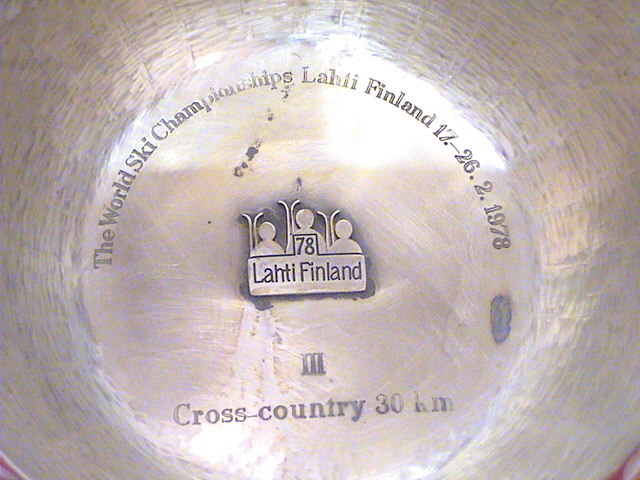 The World Ski Championships Lahti Finland 17.-26.2.1978
78
Lahti Finland
III
Cross-country 30 km